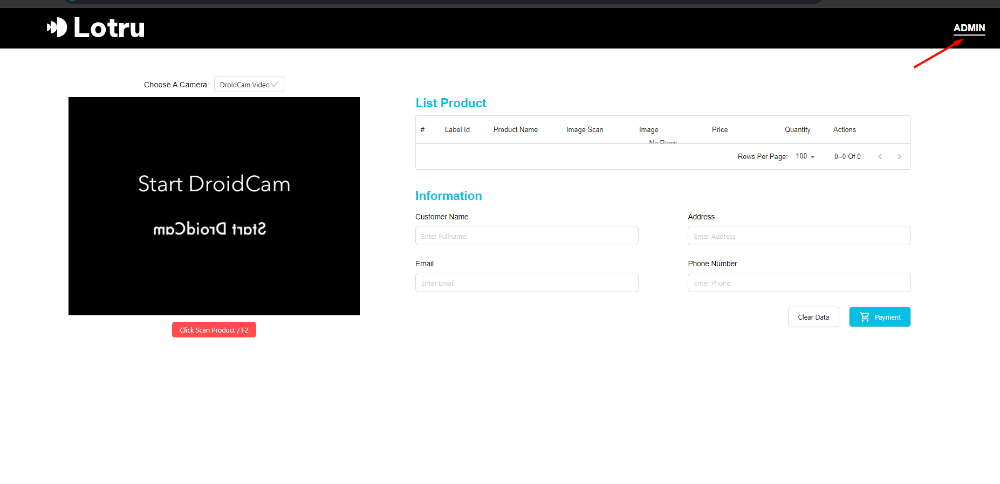 Lotru
ADMIN
Choose A Camera: DroidCam Video
Start DroidCam
Start DroidCam
Click Scan Product / F2
List Product
# Label Id Product Name Image Scan Image Price Quantity Actions
No Rows
Rows Per Page: 100 0–0 Of 0
Information
Customer Name Address
Enter Fullname Enter Address
Email Phone Number
Enter Email Enter Phone
Clear Data Payment